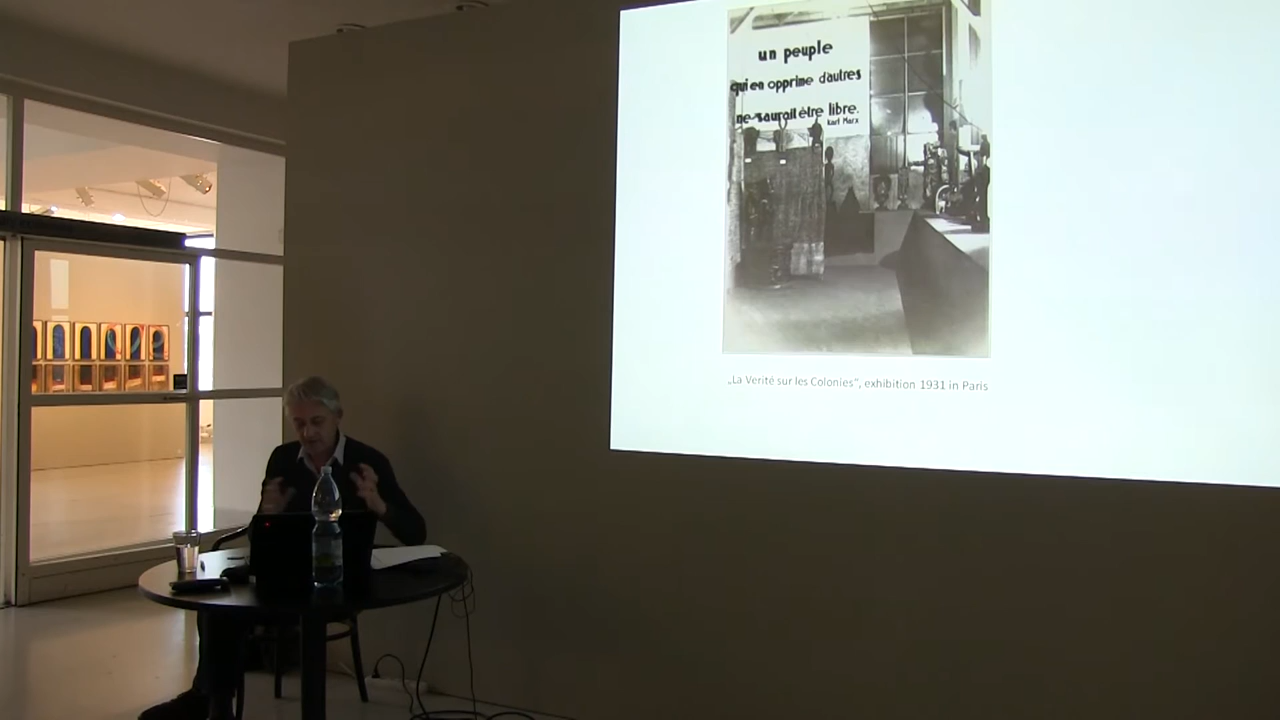 un peuple
qui en opprime d'autres
ne saurait être libre.
Karl Marx
„La Verité sur les Colonies", exhibition 1931 in Paris